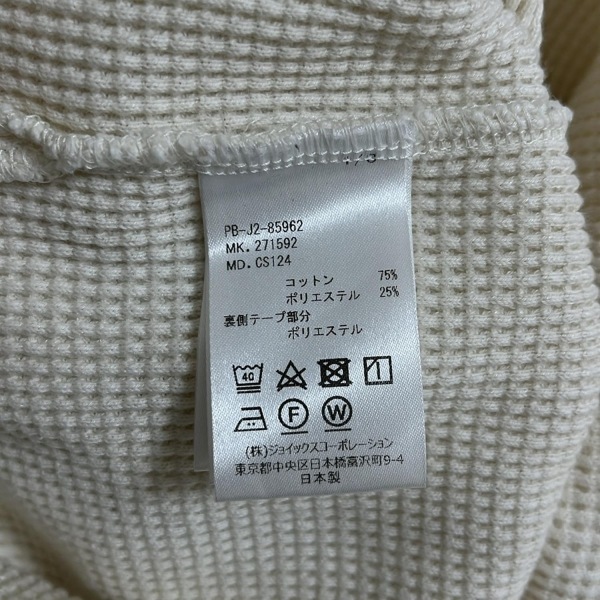 PB-J2-85962
MK. 271592
MD. CS124
コットン 75%
ポリエステル 25%
裏側テープ部分
ポリエステル
40
F W
(株)ジョイックスコーポレーション
東京都中央区日本橋富沢町9-4
日本製